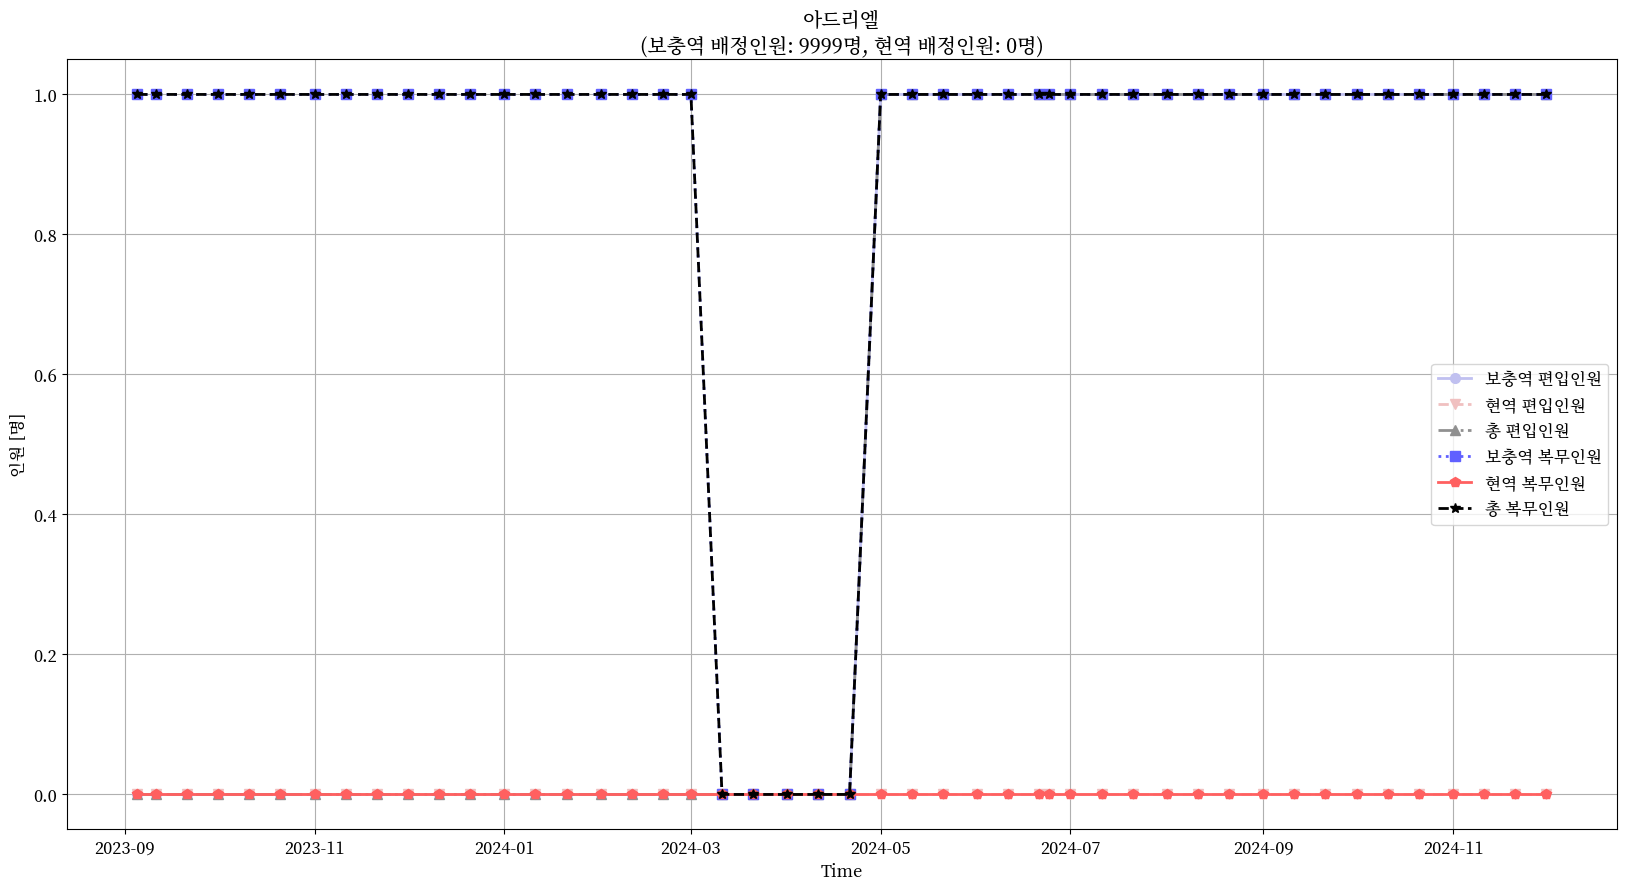 아드리엘
(보충역 배정인원: 9999명, 현역 배정인원: 0명)
1.0
0.8
0.6
0.4
0.2
0.0
인원 [명]
보충역 편입인원
현역 편입인원
총 편입인원
보충역 복무인원
현역 복무인원
총 복무인원
2023-09 2023-11 2024-01 2024-03 2024-05 2024-07 2024-09 2024-11
Time